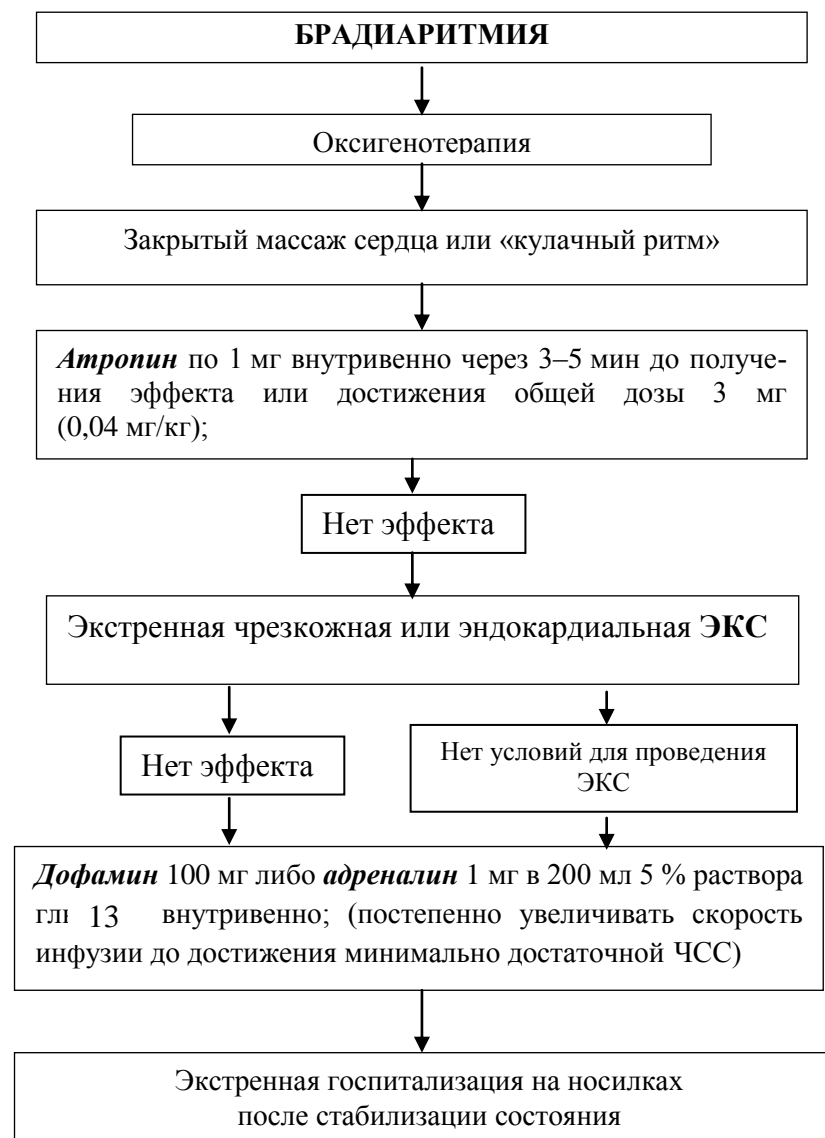 БРАДИАРИТМИЯ
Оксигенотерапия
Закрытый массаж сердца или «кулачный ритм»
Атропин по 1 мг внутривенно через 3–5 мин до получе-
ния эффекта или достижения общей дозы 3 мг
(0,04 мг/кг);
Нет эффекта
Экстренная чрезкожная или эндокардиальная ЭКС
Нет эффекта
Нет условий для проведения
ЭКС
Дофамин 100 мг либо адреналин 1 мг в 200 мл 5 % раствора
13 внутривенно; (постепенно увеличивать скорость
инфузии до достижения минимально достаточной ЧСС)
Экстренная госпитализация на носилках
после стабилизации состояния